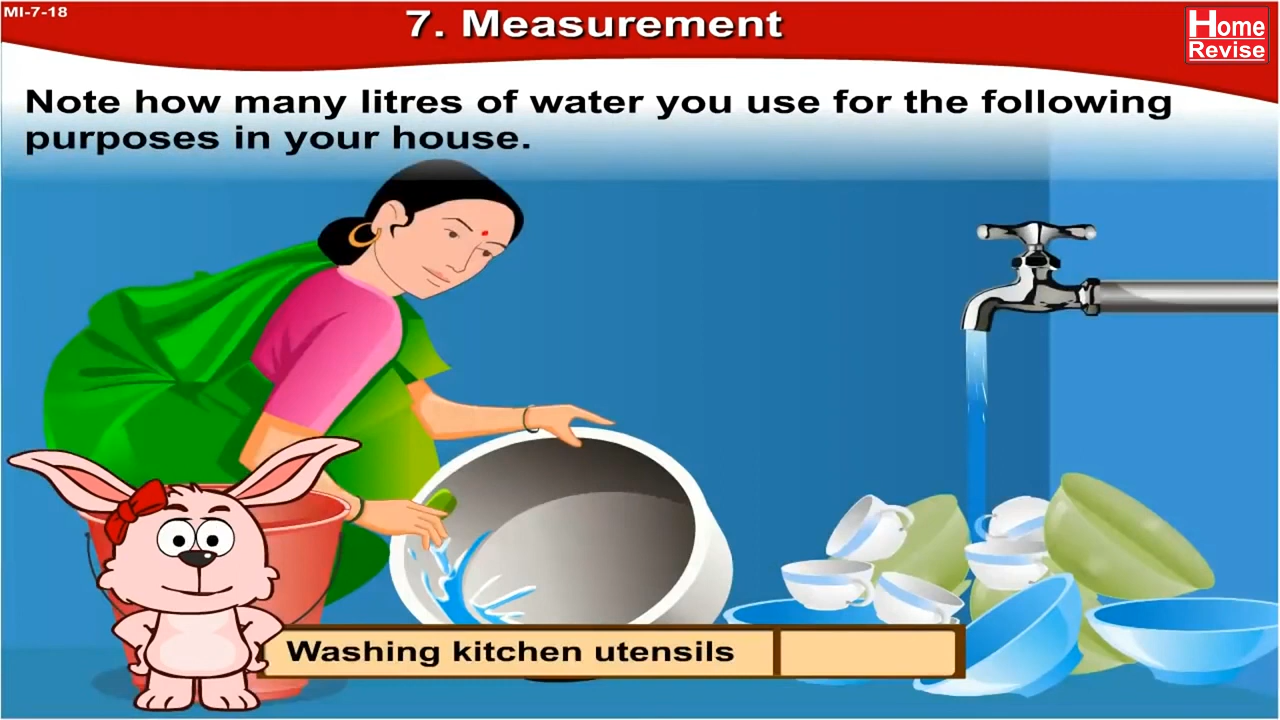 MI-7-18
7. Measurement
Home
Revise
Note how many litres of water you use for the following
purposes in your house.
Washing kitchen utensils